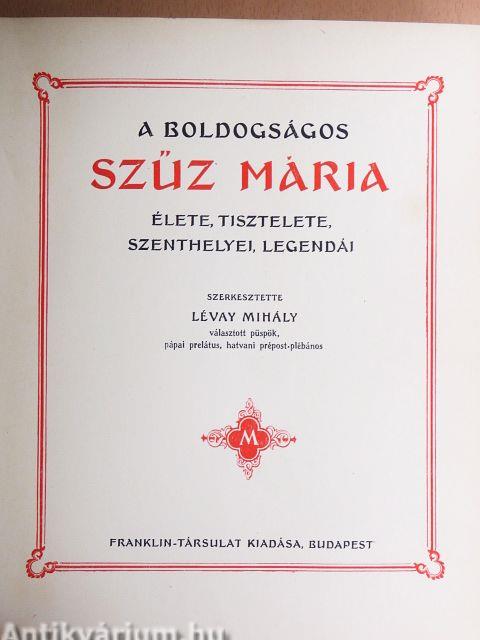 A BOLDOGSÁGOS
SZŰZ MÁRIA
ÉLETE, TISZTELETE,
SZENTHELYEI, LEGENDÁI
SZERKESZTETTE
LÉVAY MIHÁLY
választott püspök,
pápai prelátus, hatvani prépost-plébános
M
FRANKLIN-TÁRSULAT KIADÁSA, BUDAPEST
Antikvárium.hu